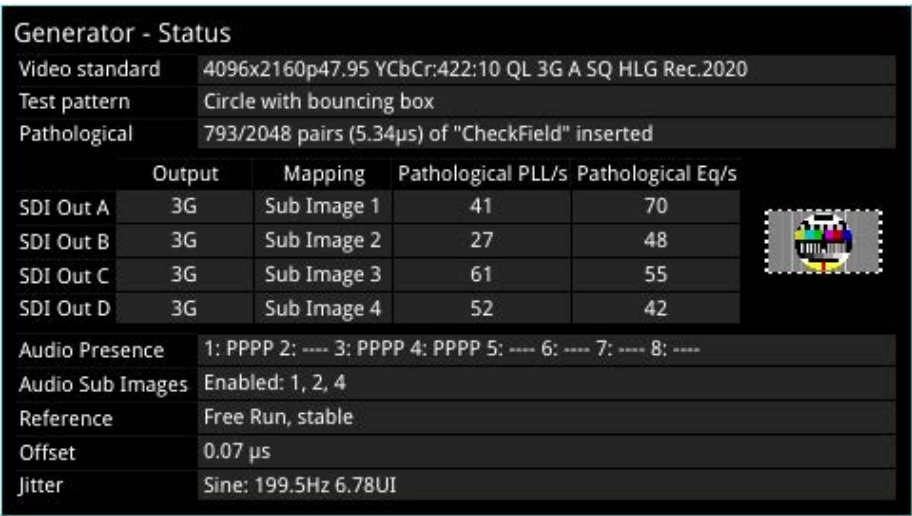 Generator - Status
Video standard 4096x2160p47.95 YCbCr:422:10 QL 3G A SQ HLG Rec.2020
Test pattern Circle with bouncing box
Pathological 793/2048 pairs (5.34µs) of "CheckField" inserted
Output Mapping Pathological PLL/s Pathological Eq/s
SDI Out A 3G Sub Image 1 41 70
SDI Out B 3G Sub Image 2 27 48
SDI Out C 3G Sub Image 3 61 55
SDI Out D 3G Sub Image 4 52 42
Audio Presence 1: PPPP 2: ---- 3: PPPP 4: PPPP 5: ---- 6: ---- 7: ---- 8: ----
Audio Sub Images Enabled: 1, 2, 4
Reference Free Run, stable
Offset 0.07 µs
Jitter Sine: 199.5Hz 6.78UI